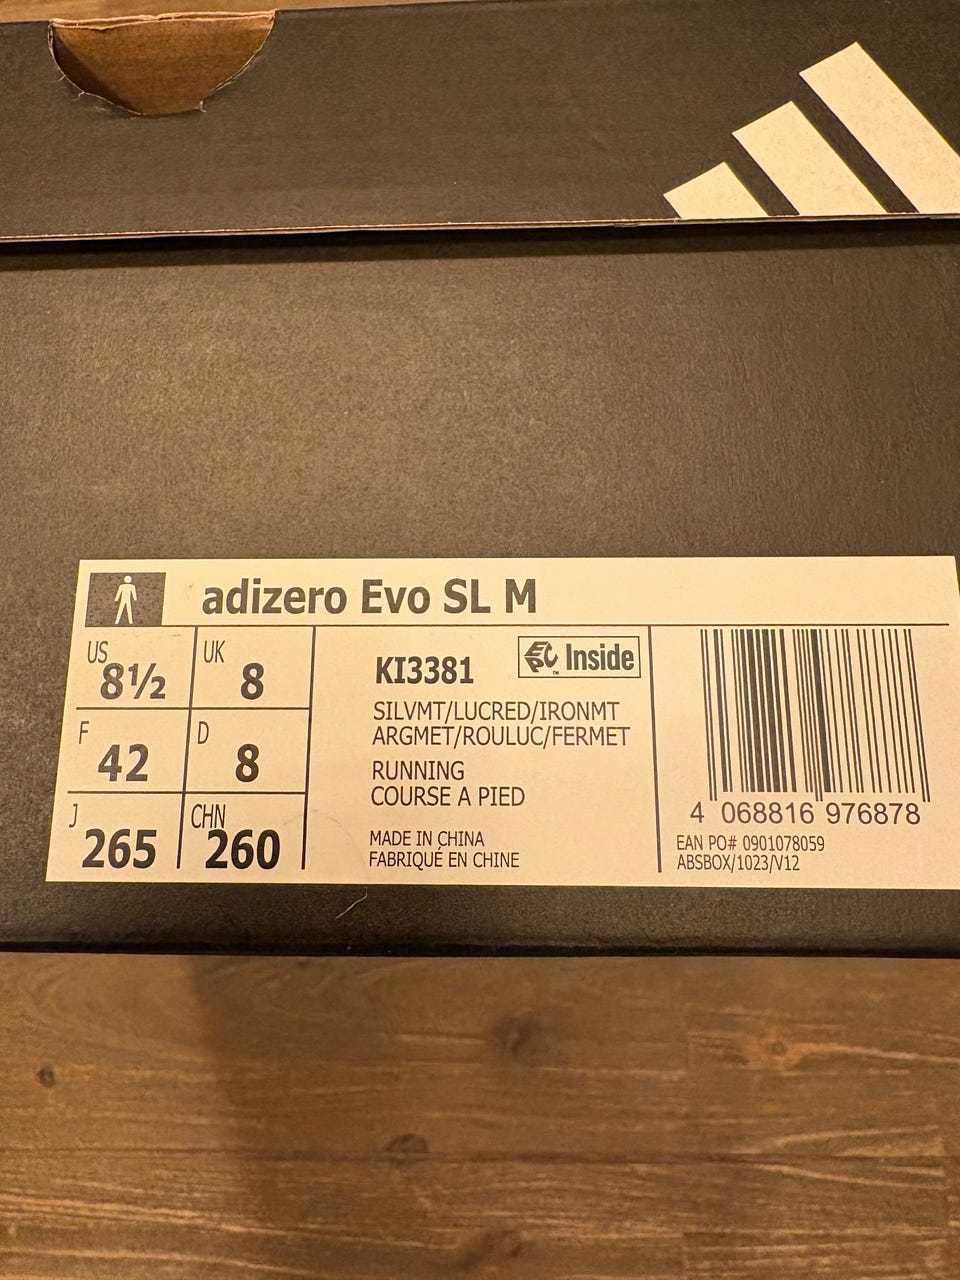 adizero Evo SL M
US 8½
UK 8
F 42
D 8
J 265
CHN 260
KI3381
EPC Inside
™
SILVMT/LUCRED/IRONMT
ARGMET/ROULUC/FERMET
RUNNING
COURSE A PIED
MADE IN CHINA
FABRIQUÉ EN CHINE
4 068816 976878
EAN PO# 0901078059
ABSBOX/1023/V12